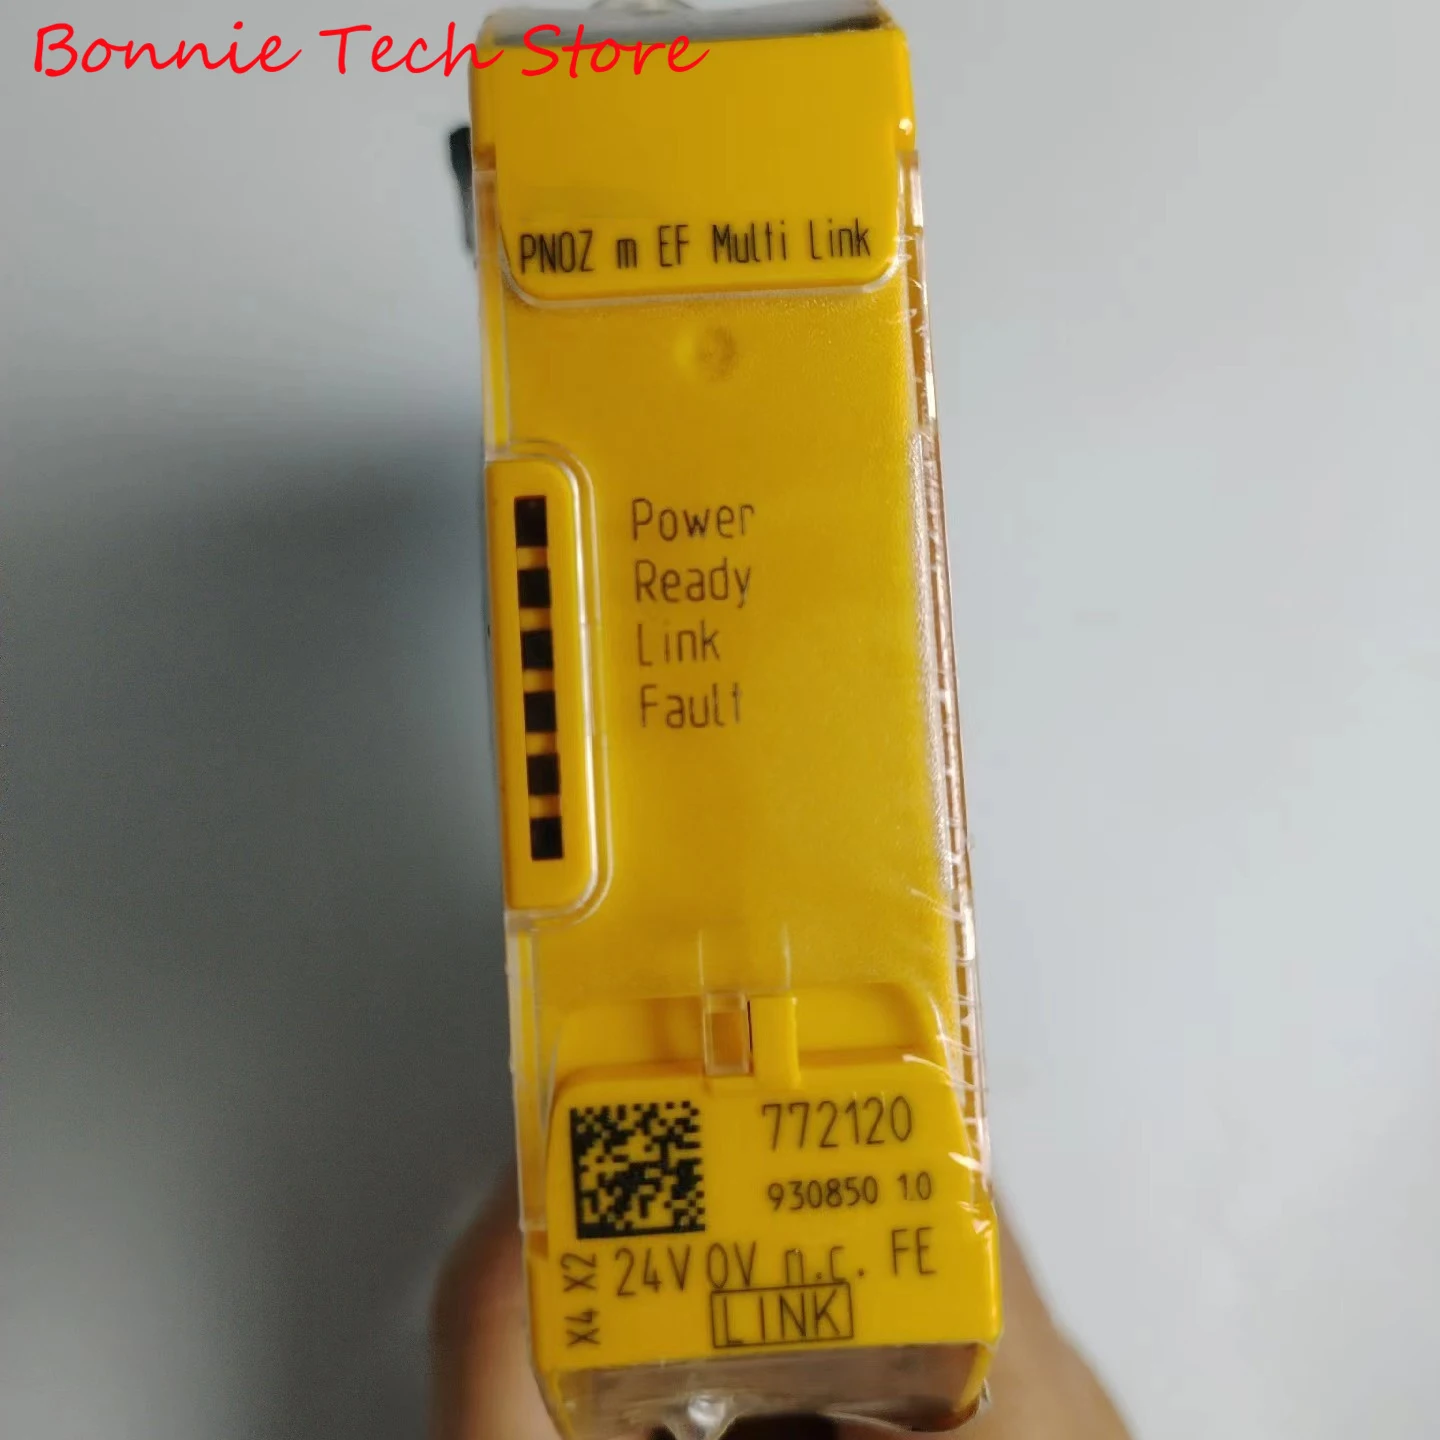 Bonnie Tech Store
PNOZ m EF Multi Link
Power
Ready
Link
Fault
772120
930850 1.0
X2 24V 0V n.c. FE
X4 LINK